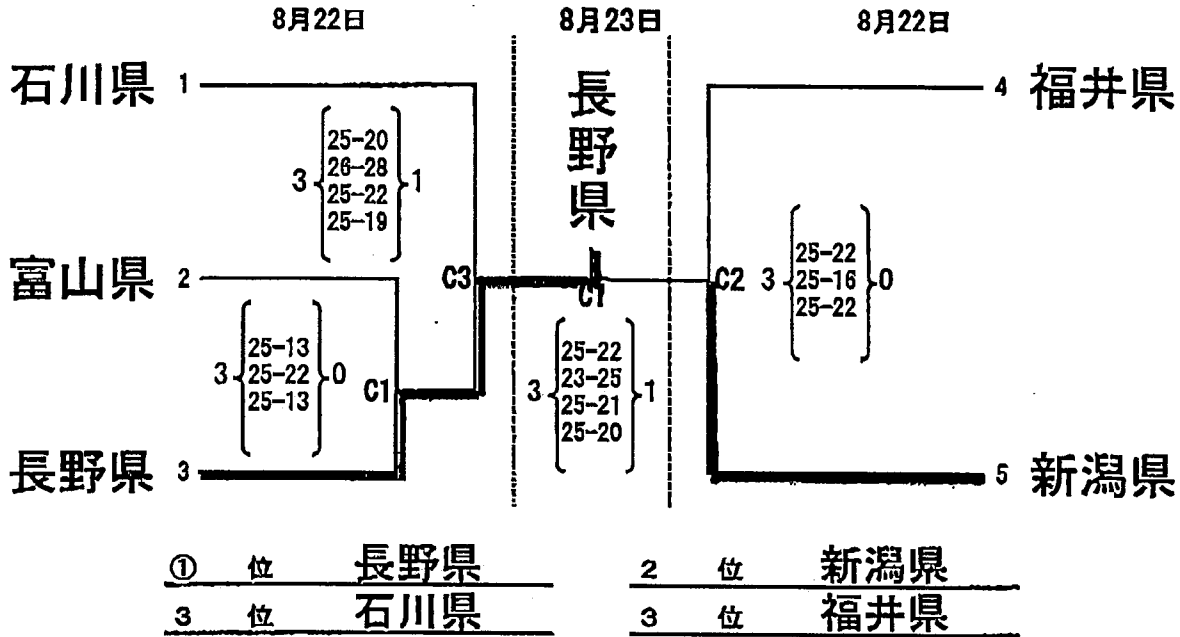 8月22日 8月23日 8月22日
石川県 1
長野県
4 福井県
3 25-20 26-28 25-22 25-19 1
富山県 2
C3
C1
C2
3 25-22 25-16 25-22 0
3 25-13 25-22 25-13 0
C1
3 25-22 23-25 25-21 25-20 1
長野県 3
5 新潟県
① 位 長野県
2 位 新潟県
3 位 石川県
3 位 福井県